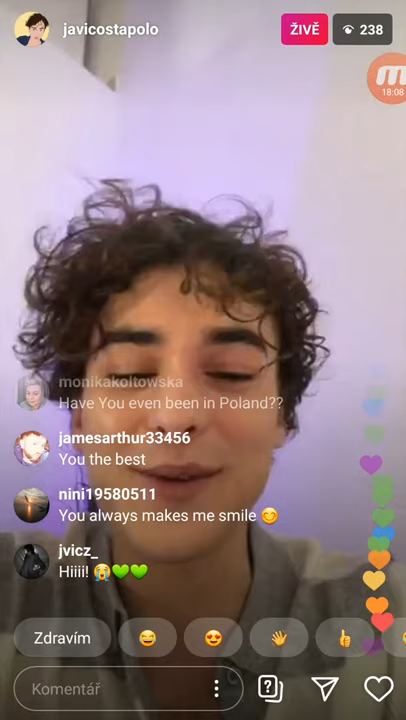 javicostapolo
ŽIVĚ
238
18:08
monikakoltowska
Have You even been in Poland??
jamesarthur33456
You the best
nini19580511
You always makes me smile 😊
jvicz_
Hiiii! 😭💚💚
Zdravím
Komentář